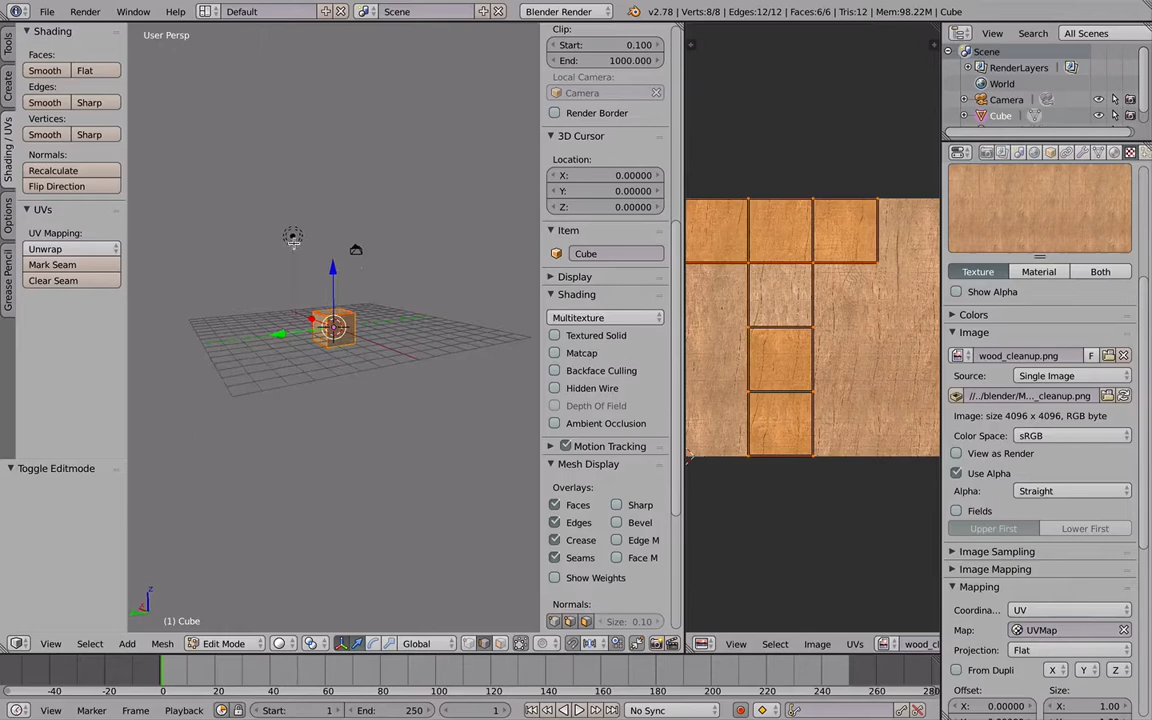 File Render Window Help Default Scene Blender Render v2.78 | Verts:8/8 | Edges:12/12 | Faces:6/6 | Tris:12 | Mem:98.22M | Cube
Tools
Create
Shading / UVs
Options
Grease Pencil
Shading
Faces:
Smooth Flat
Edges:
Smooth Sharp
Vertices:
Smooth Sharp
Normals:
Recalculate
Flip Direction
UVs
UV Mapping:
Unwrap
Mark Seam
Clear Seam
Toggle Editmode
User Persp
z
(1) Cube
Clip:
Start: 0.100
End: 1000.000
Local Camera:
Camera
Render Border
3D Cursor
Location:
X: 0.00000
Y: 0.00000
Z: 0.00000
Item
Cube
Display
Shading
Multitexture
Textured Solid
Matcap
Backface Culling
Hidden Wire
Depth Of Field
Ambient Occlusion
Motion Tracking
Mesh Display
Overlays:
Faces Sharp
Edges Bevel
Crease Edge M
Seams Face M
Show Weights
Normals:
Size: 0.10
View Search All Scenes
Scene
RenderLayers
World
Camera
Cube
Texture Material Both
Show Alpha
Colors
Image
wood_cleanup.png F
Source: Single Image
//../blender/M..._cleanup.png
Image: size 4096 x 4096, RGB byte
Color Space: sRGB
View as Render
Use Alpha
Alpha: Straight
Fields
Upper First Lower First
Image Sampling
Image Mapping
Mapping
Coordina... UV
Map: UVMap
Projection: Flat
From Dupli X Y Z
Offset: Size:
X: 0.00000 X: 1.00
View Select Add Mesh Edit Mode Global
View Select Image UVs wood_cl
-40 -20 0 20 40 60 80 100 120 140 160 180 200 220 240 260 280
View Marker Frame Playback Start: 1 End: 250 1 No Sync